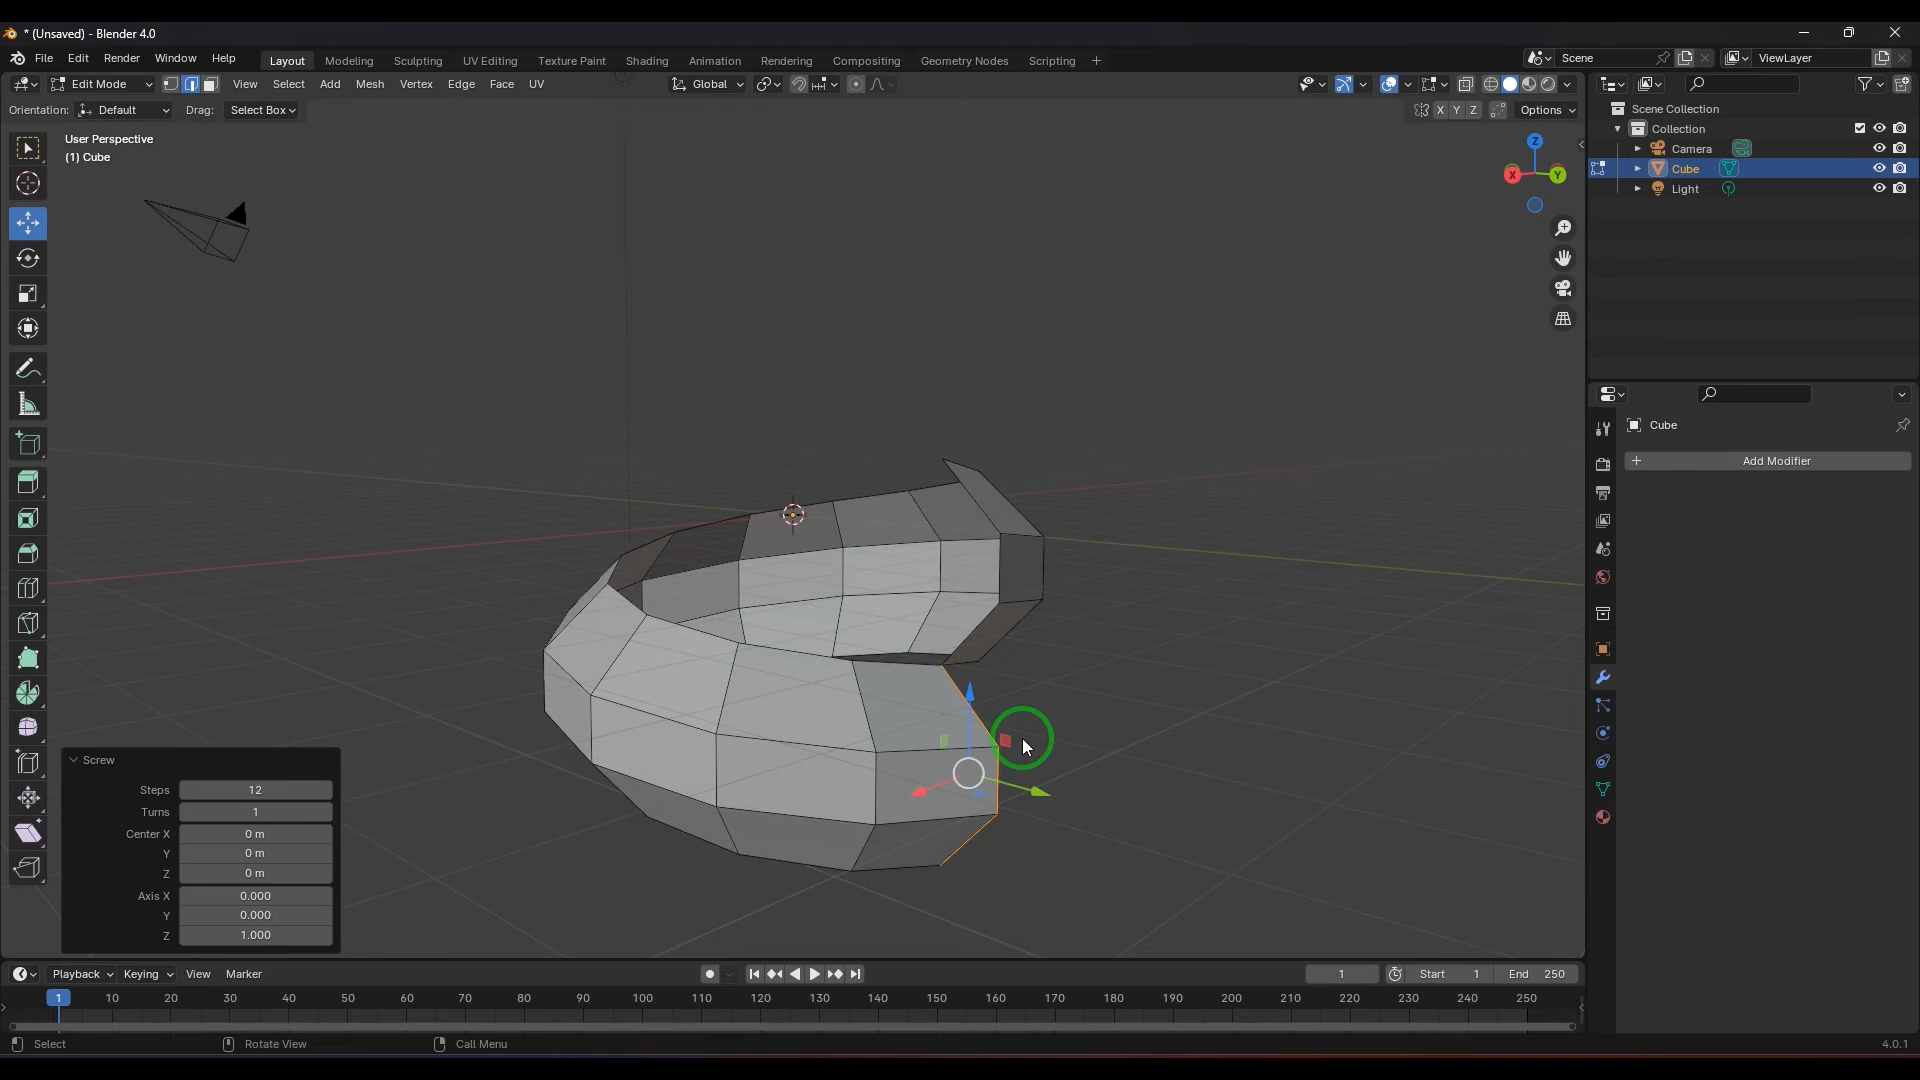 * (Unsaved) - Blender 4.0
File Edit Render Window Help Layout Modeling Sculpting UV Editing Texture Paint Shading Animation Rendering Compositing Geometry Nodes Scripting + Scene ViewLayer
Edit Mode View Select Add Mesh Vertex Edge Face UV Global
Orientation: Default Drag: Select Box X Y Z Options
User Perspective
(1) Cube
Z
X Y
Scene Collection
Collection
Camera
Cube
Light
Cube
+ Add Modifier
Screw
Steps 12
Turns 1
Center X 0 m
Y 0 m
Z 0 m
Axis X 0.000
Y 0.000
Z 1.000
Playback Keying View Marker 1 Start 1 End 250
1 10 20 30 40 50 60 70 80 90 100 110 120 130 140 150 160 170 180 190 200 210 220 230 240 250
Select Rotate View Call Menu 4.0.1